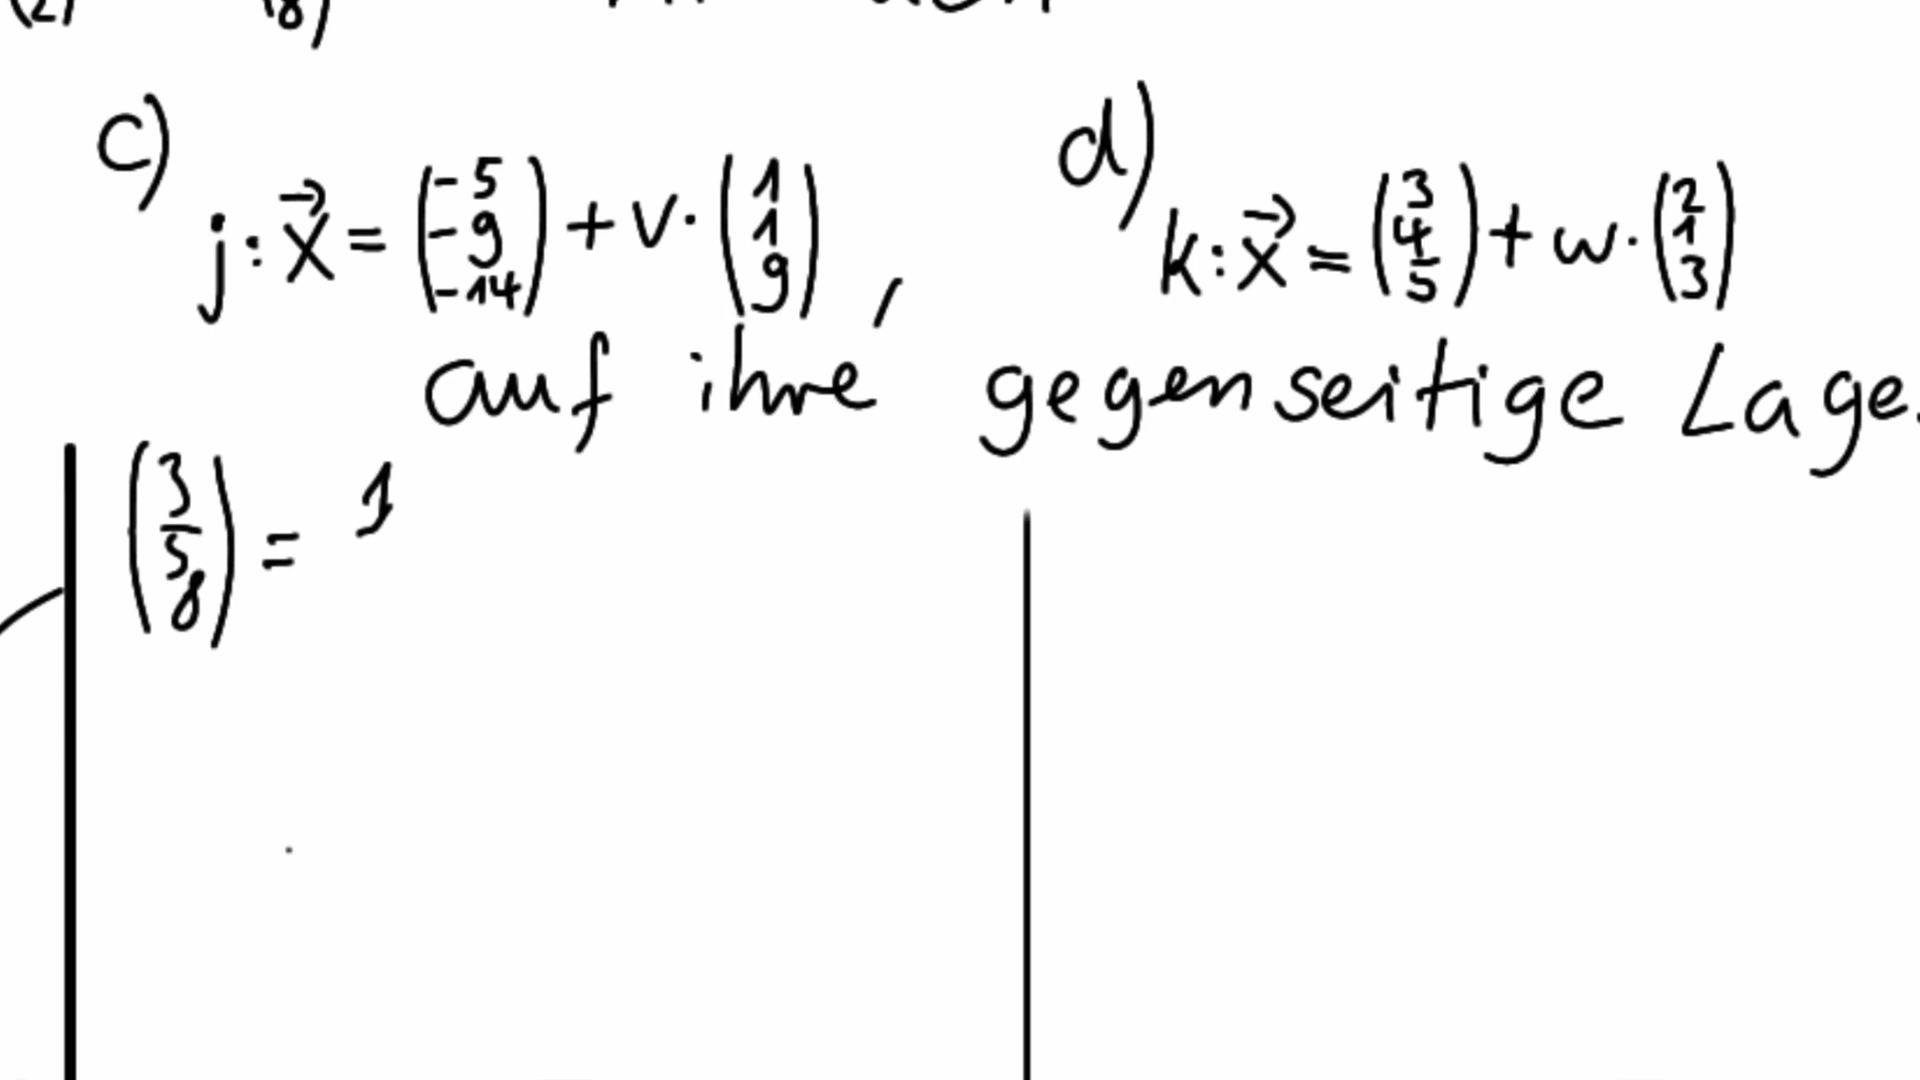 c) j: x⃗ = (-5 -9 -14) + v · (1 1 9) ,
d) k: x⃗ = (3 4 5) + w · (2 1 3)
auf ihre gegenseitige Lage.
(3 5 8) = 1